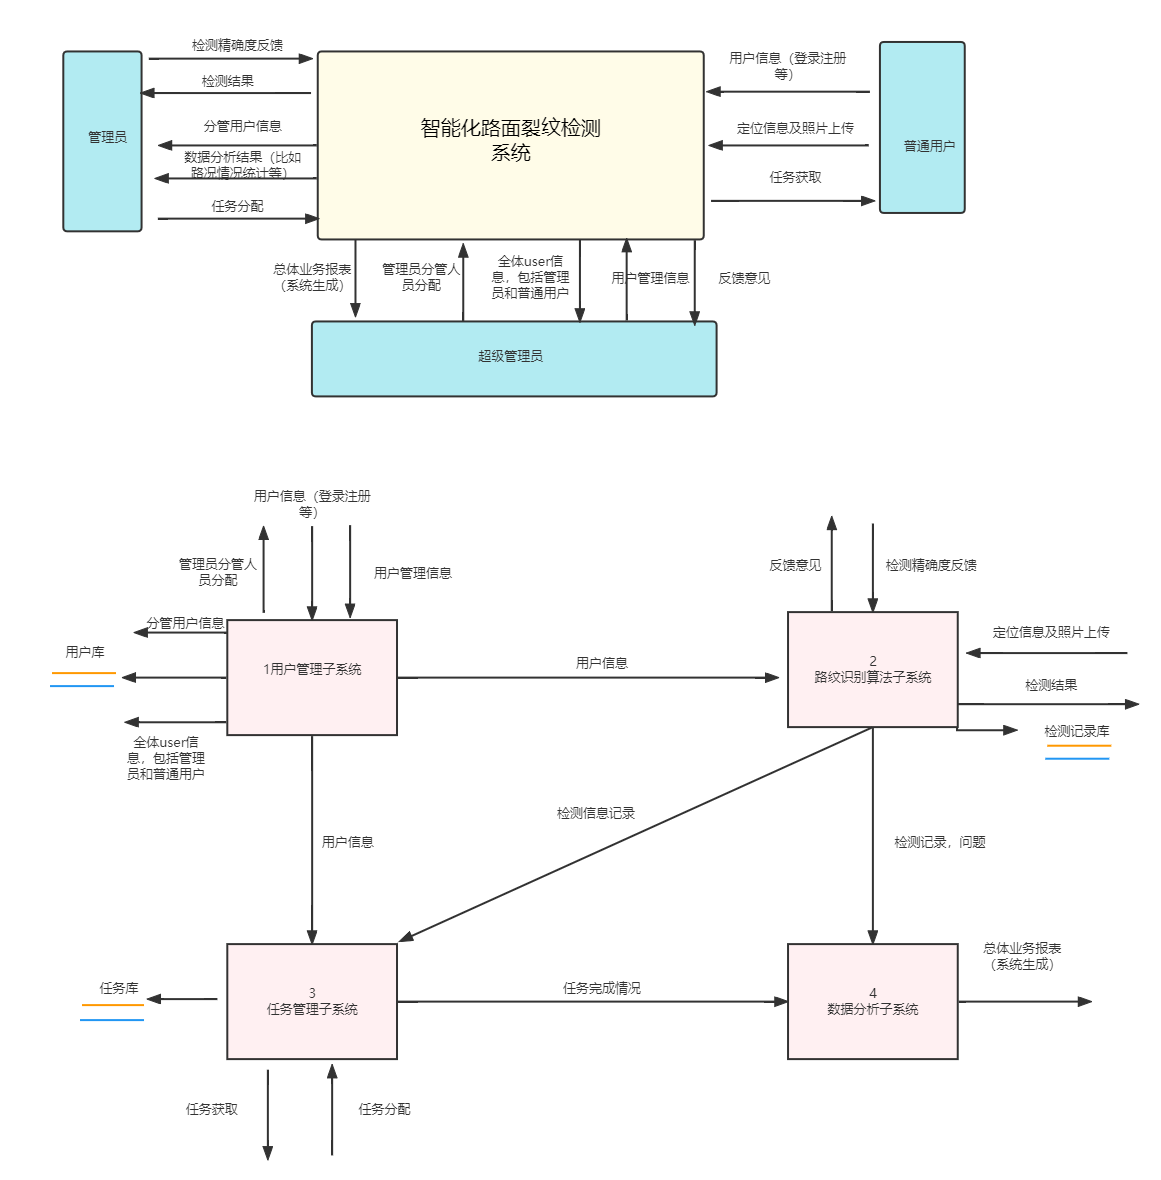 检测精确度反馈
检测结果
管理员
分管用户信息
数据分析结果（比如
路况情况统计等）
任务分配
智能化路面裂纹检测
系统
用户信息（登录注册
等）
定位信息及照片上传
普通用户
任务获取
总体业务报表
（系统生成）
管理员分管人
员分配
全体user信
息，包括管理
员和普通用户
用户管理信息
反馈意见
超级管理员
用户信息（登录注册
等）
管理员分管人
员分配
用户管理信息
反馈意见
检测精确度反馈
分管用户信息
用户库
1用户管理子系统
用户信息
2
路纹识别算法子系统
定位信息及照片上传
检测结果
检测记录库
全体user信
息，包括管理
员和普通用户
检测信息记录
用户信息
检测记录，问题
任务库
3
任务管理子系统
任务完成情况
4
数据分析子系统
总体业务报表
（系统生成）
任务获取
任务分配